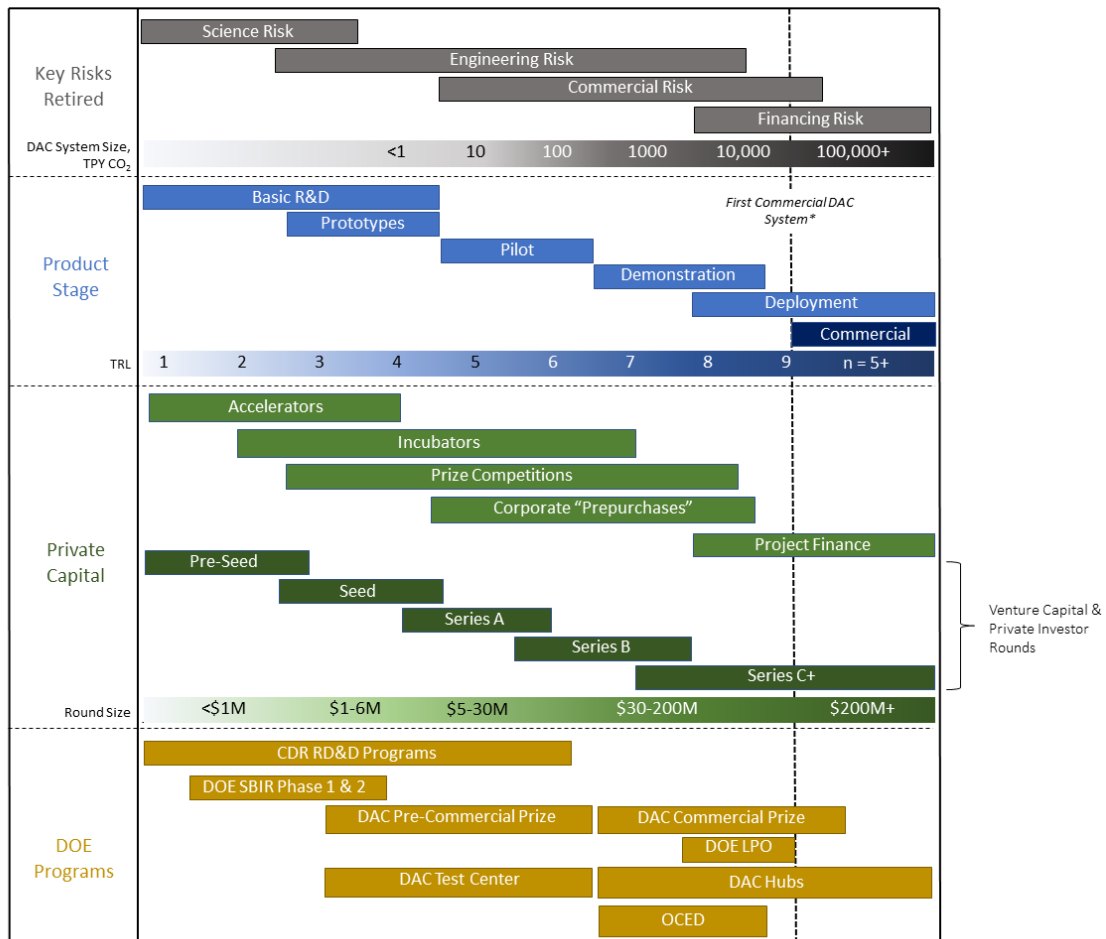 Key Risks
Retired
Science Risk
Engineering Risk
Commercial Risk
Financing Risk
DAC System Size,
TPY CO₂
<1 10 100 1000 10,000 100,000+
Product
Stage
Basic R&D
Prototypes
Pilot
Demonstration
Deployment
Commercial
First Commercial DAC
System*
TRL
1 2 3 4 5 6 7 8 9 n = 5+
Private
Capital
Accelerators
Incubators
Prize Competitions
Corporate “Prepurchases”
Project Finance
Pre-Seed
Seed
Series A
Series B
Series C+
Venture Capital &
Private Investor
Rounds
Round Size
<$1M $1-6M $5-30M $30-200M $200M+
DOE
Programs
CDR RD&D Programs
DOE SBIR Phase 1 & 2
DAC Pre-Commercial Prize
DAC Commercial Prize
DOE LPO
DAC Test Center
DAC Hubs
OCED